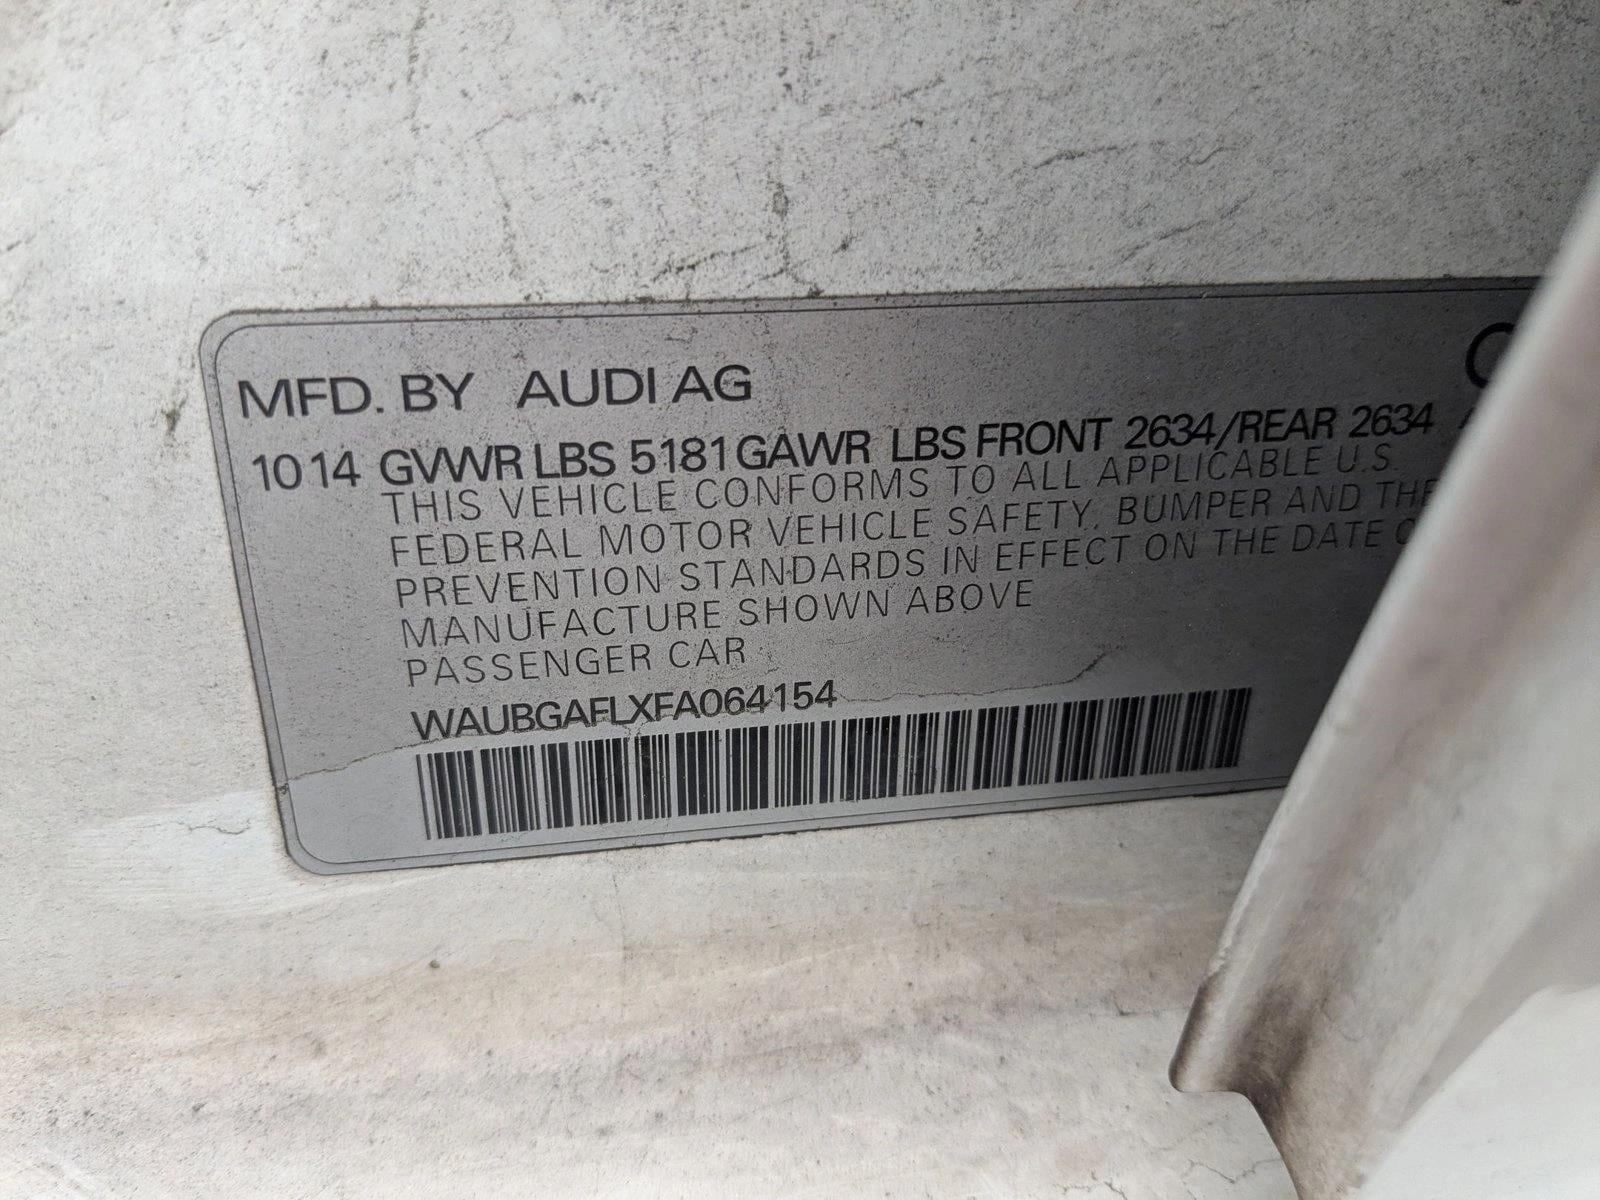 MFD. BY AUDI AG
10 14 GVWR LBS 5181 GAWR LBS FRONT 2634/REAR 2634
THIS VEHICLE CONFORMS TO ALL APPLICABLE U.S.
FEDERAL MOTOR VEHICLE SAFETY, BUMPER AND THE
PREVENTION STANDARDS IN EFFECT ON THE DATE
MANUFACTURE SHOWN ABOVE
PASSENGER CAR
WAUBGAFLXFA064154